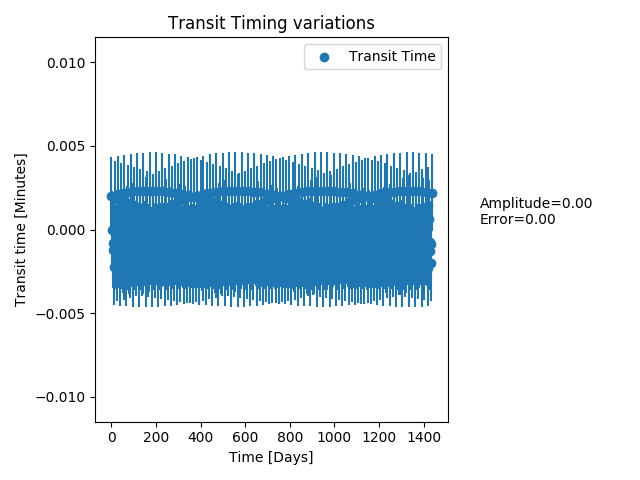 Transit Timing variations
Transit Time
0.010
0.005
0.000
−0.005
−0.010
Transit time [Minutes]
0 200 400 600 800 1000 1200 1400
Time [Days]
Amplitude=0.00
Error=0.00